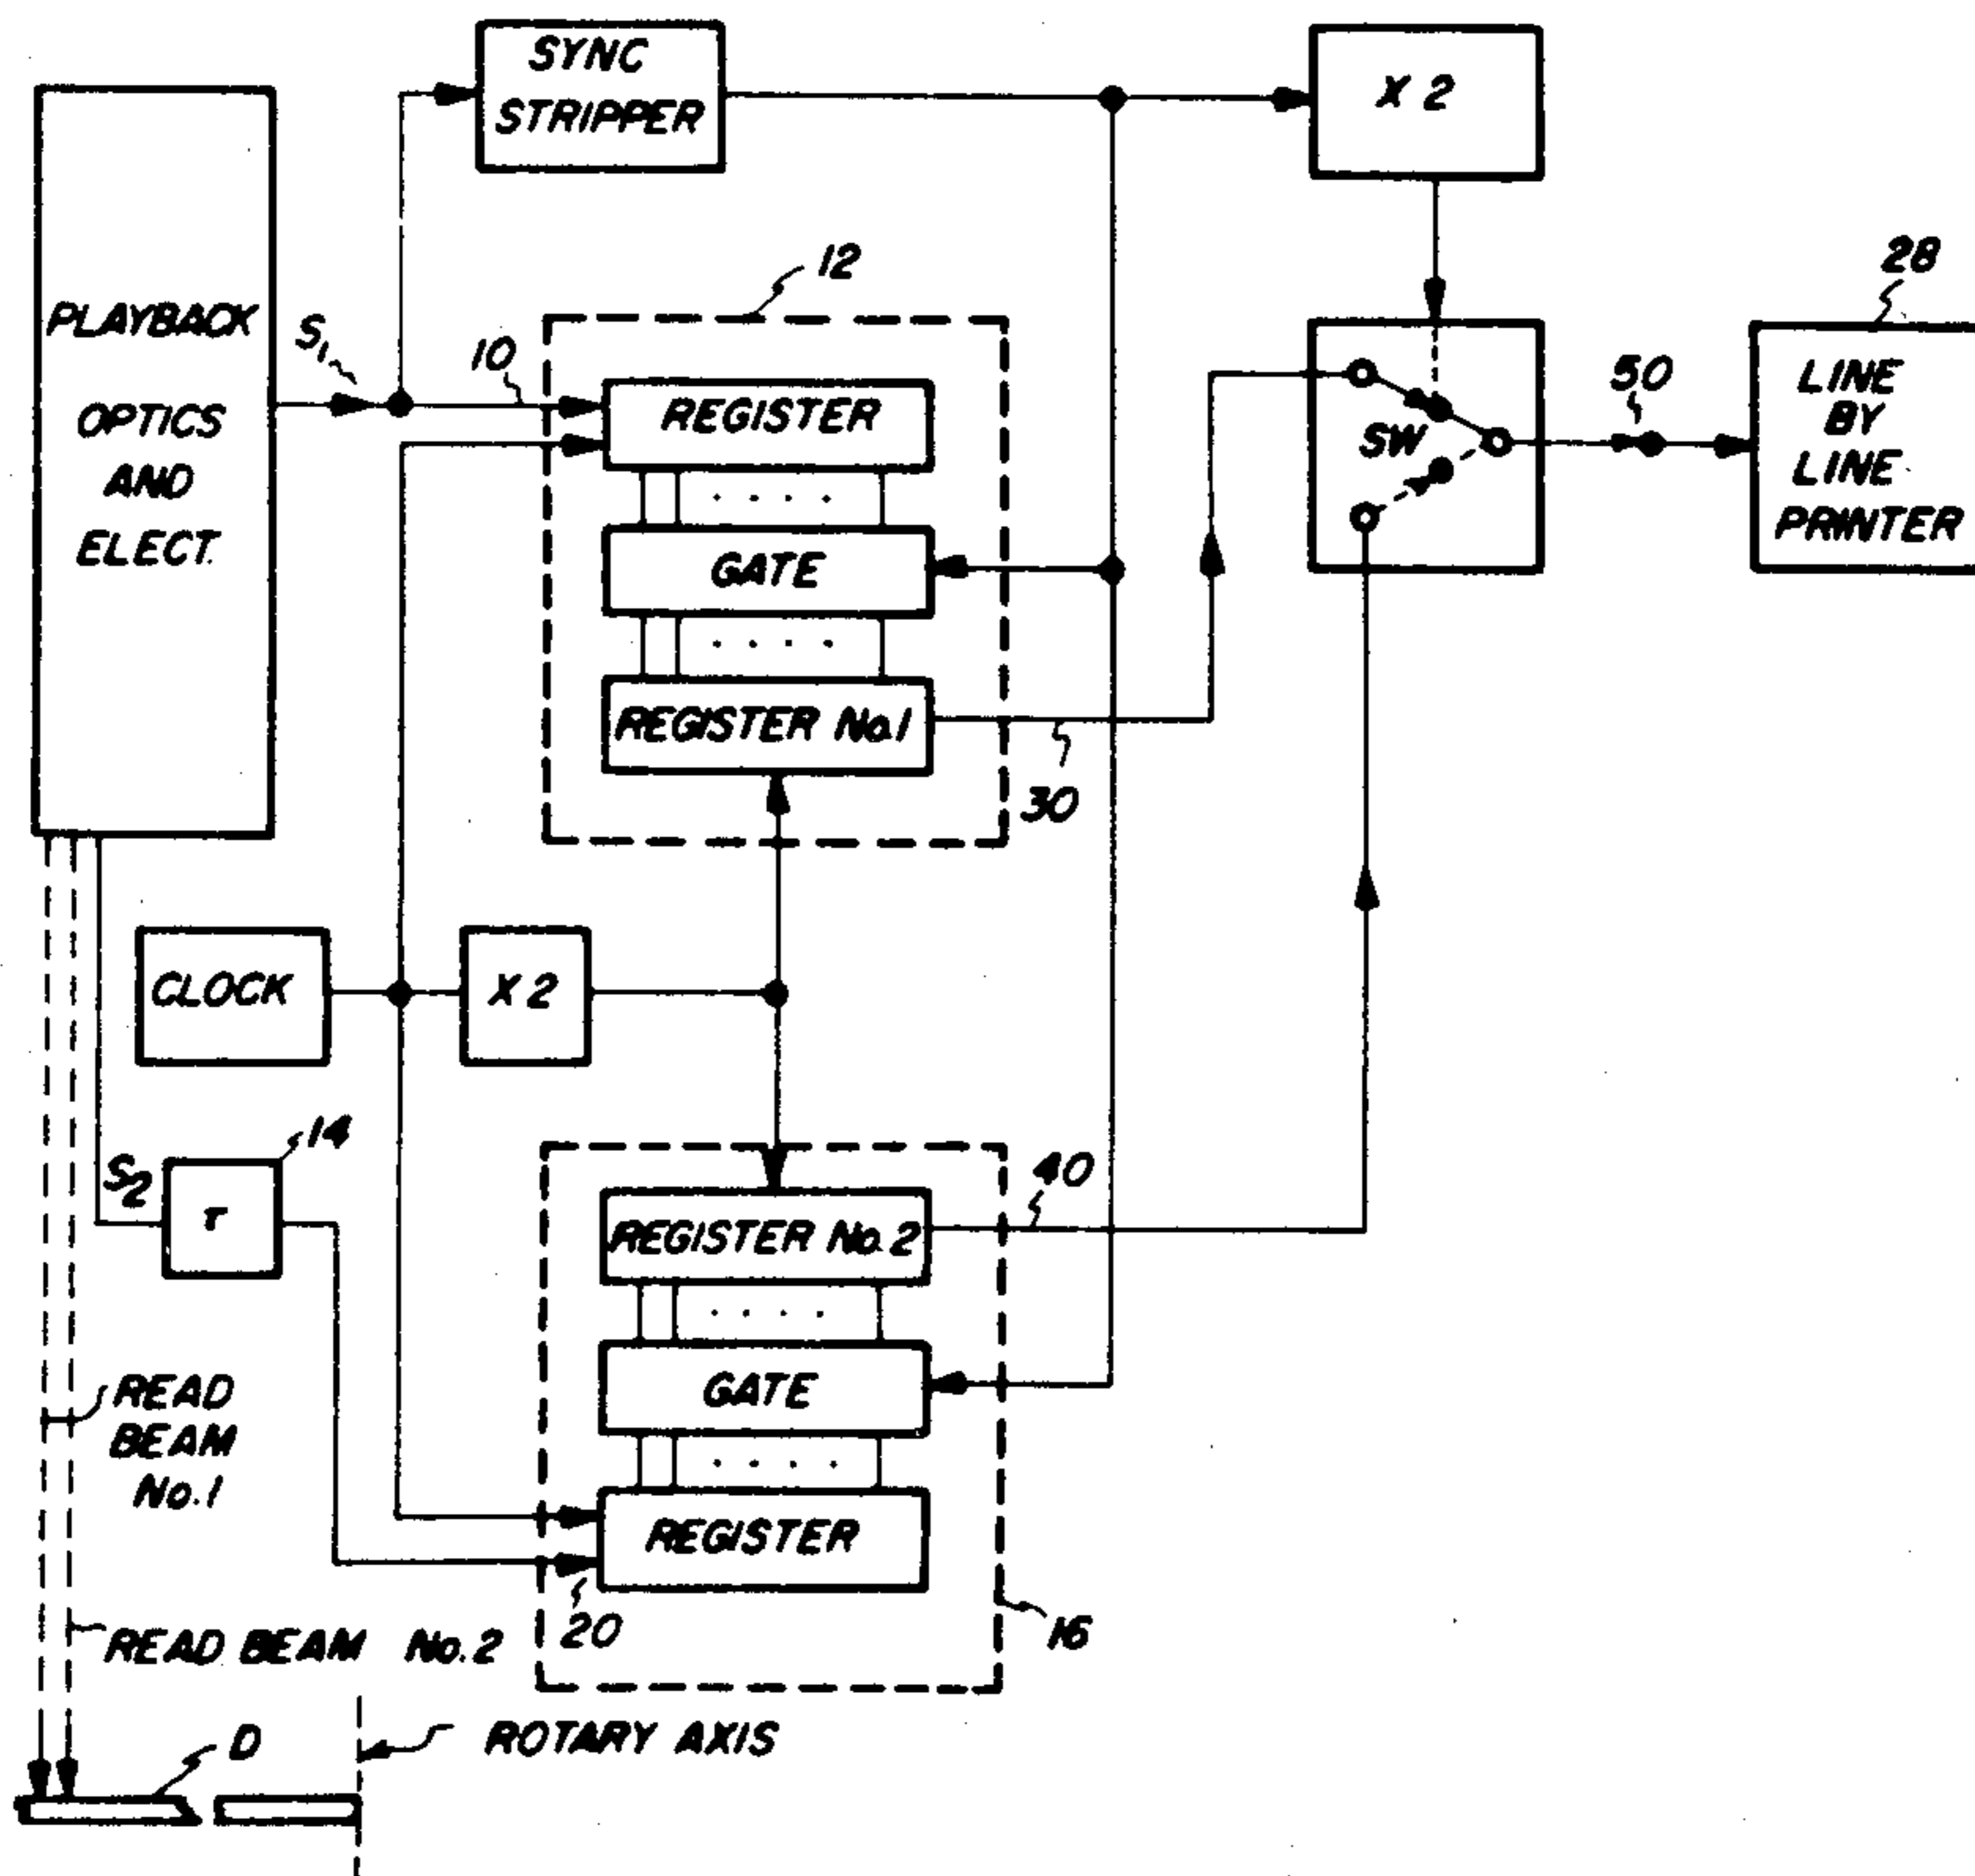 SYNC
STRIPPER
X 2
PLAYBACK
OPTICS
AND
ELECT.
S1
10
12
REGISTER
GATE
REGISTER No.1
30
SW
50
28
LINE
BY
LINE
PRINTER
CLOCK
X 2
14
S2
τ
40
REGISTER No.2
GATE
REGISTER
20
16
READ
BEAM
No.1
READ BEAM No.2
D
ROTARY AXIS